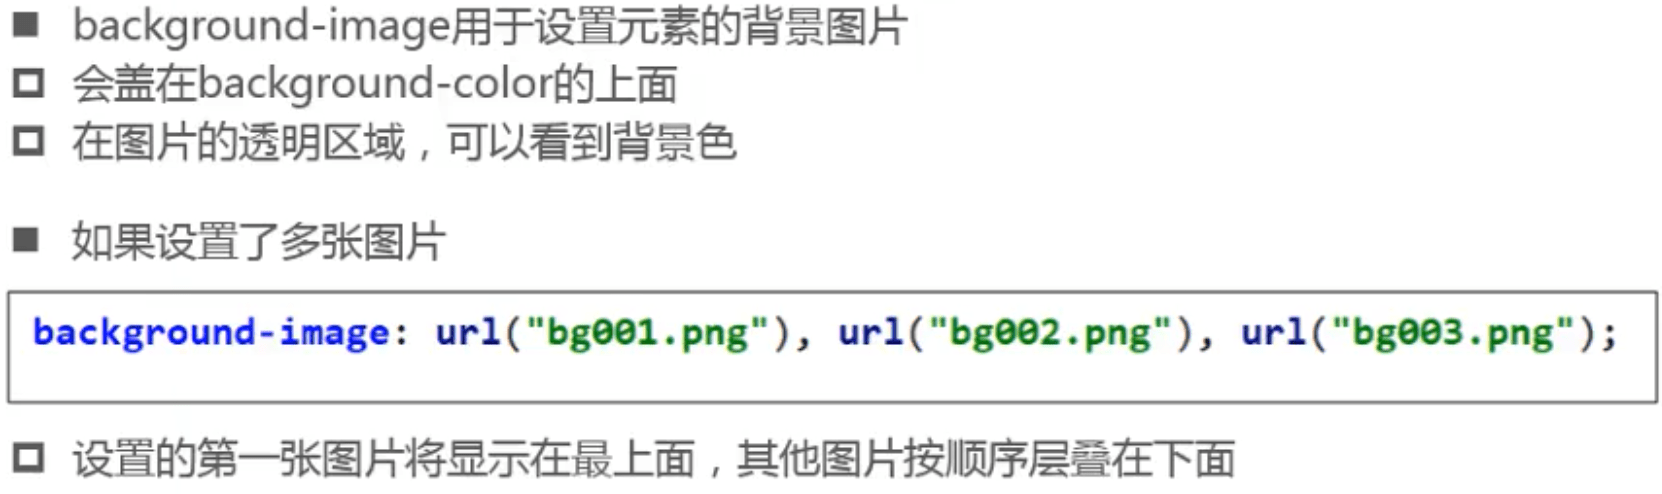 background-image用于设置元素的背景图片
会盖在background-color的上面
在图片的透明区域，可以看到背景色
如果设置了多张图片
background-image: url("bg001.png"), url("bg002.png"), url("bg003.png");
设置的第一张图片将显示在最上面，其他图片按顺序层叠在下面